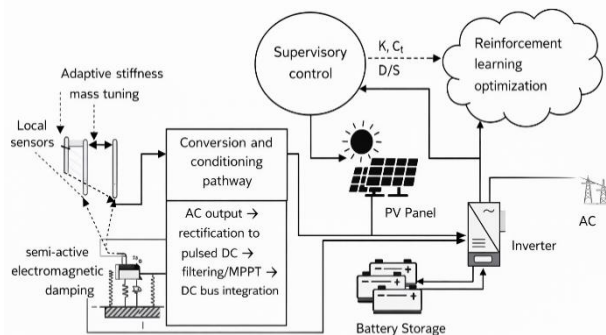 Supervisory
control
K, Cₜ
D/S
Reinforcement
learning
optimization
Adaptive stiffness
mass tuning
Local
sensors
Conversion and
conditioning
pathway
AC output →
rectification to
pulsed DC →
filtering/MPPT →
DC bus integration
PV Panel
AC
Inverter
semi-active
electromagnetic
damping
Battery Storage